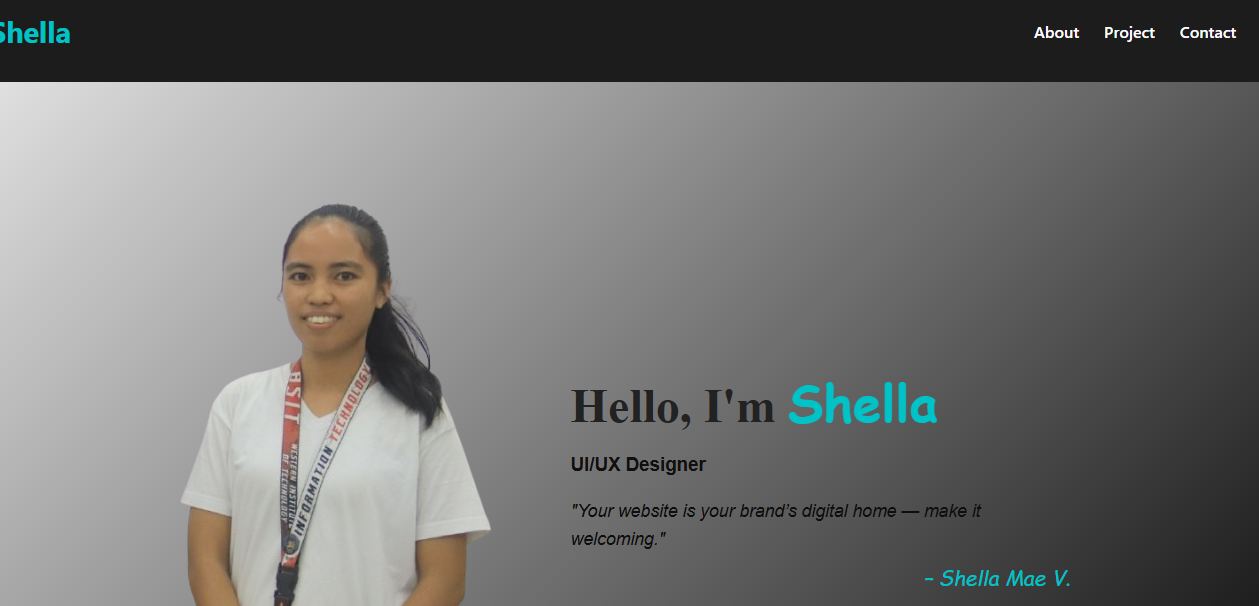 Shella
About Project Contact
Hello, I'm Shella
UI/UX Designer
"Your website is your brand’s digital home — make it
welcoming."
– Shella Mae V.
BSIT
WESTERN INSTITUTE
OF TECHNOLOGY
INFORMATION TECHNOLOGY